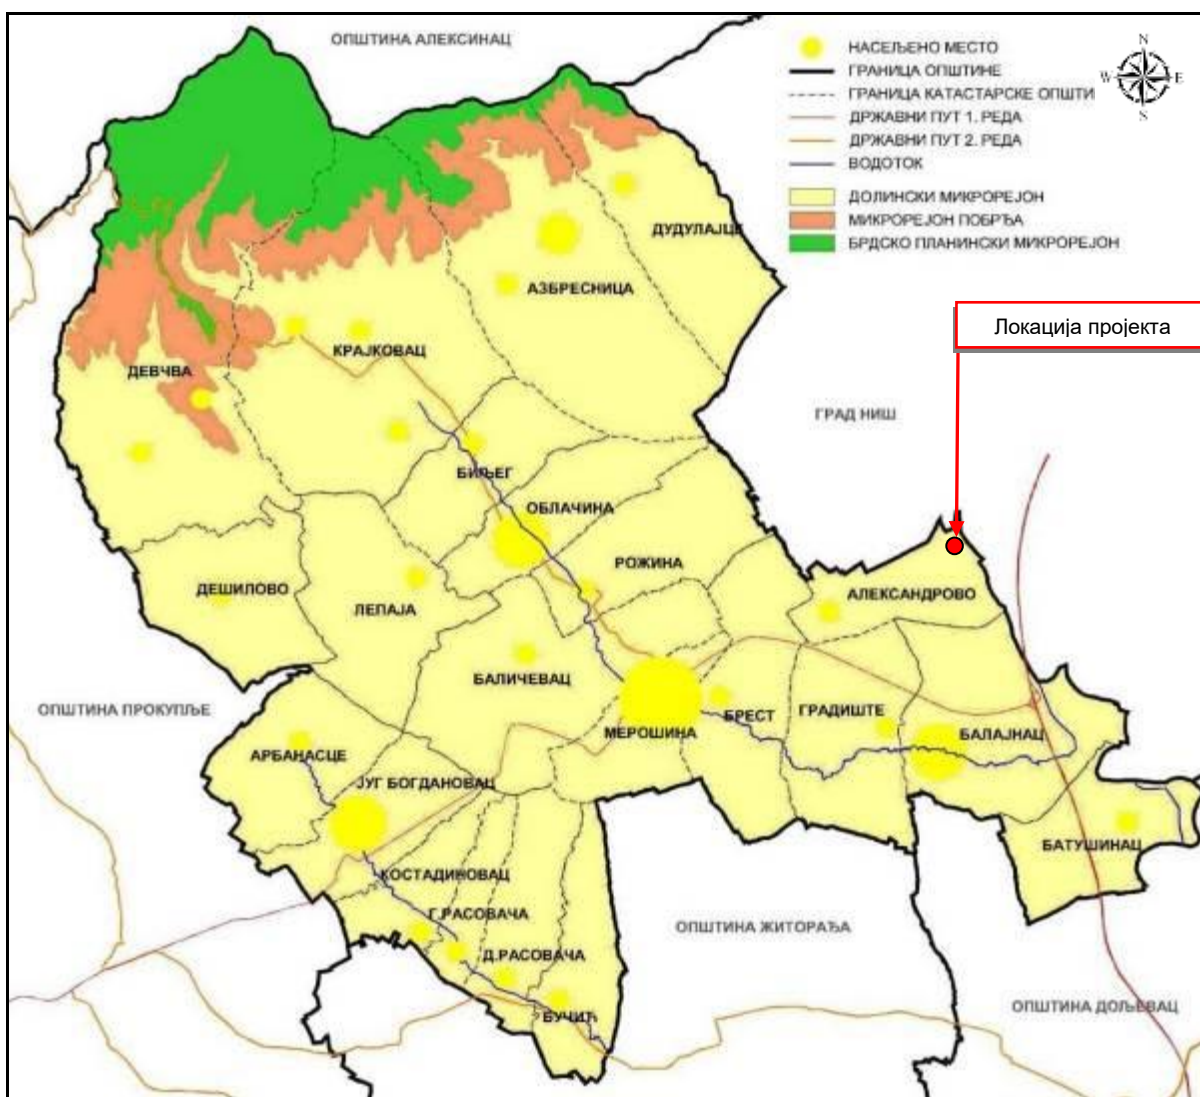 ОПШТИНА АЛЕКСИНАЦ
НАСЕЉЕНО МЕСТО
ГРАНИЦА ОПШТИНЕ
ГРАНИЦА КАТАСТАРСКЕ ОПШТИ
ДРЖАВНИ ПУТ 1. РЕДА
ДРЖАВНИ ПУТ 2. РЕДА
ВОДОТОК
ДОЛИНСКИ МИКРОРЕЈОН
МИКРОРЕЈОН ПОБРЂА
БРДСКО ПЛАНИНСКИ МИКРОРЕЈОН
N
W
E
S
ДУДУЛАЈЦЕ
АЗБРЕСНИЦА
Локација пројекта
КРАЈКОВАЦ
ДЕВЧВА
ГРАД НИШ
БИЉЕГ
ОБЛАЧИНА
РОЖИНА
ДЕШИЛОВО
ЛЕПАЈА
АЛЕКСАНДРОВО
БАЛИЧЕВАЦ
ОПШТИНА ПРОКУПЉЕ
БРЕСТ
ГРАДИШТЕ
МЕРОШИНА
БАЛАЈНАЦ
АРБАНАСЦЕ
ЈУГ БОГДАНОВАЦ
БАТУШИНАЦ
КОСТАДИНОВАЦ
Г.РАСОВАЧА
ОПШТИНА ЖИТОРАЂА
Д.РАСОВАЧА
ОПШТИНА ДОЉЕВАЦ
БУЧИЋ